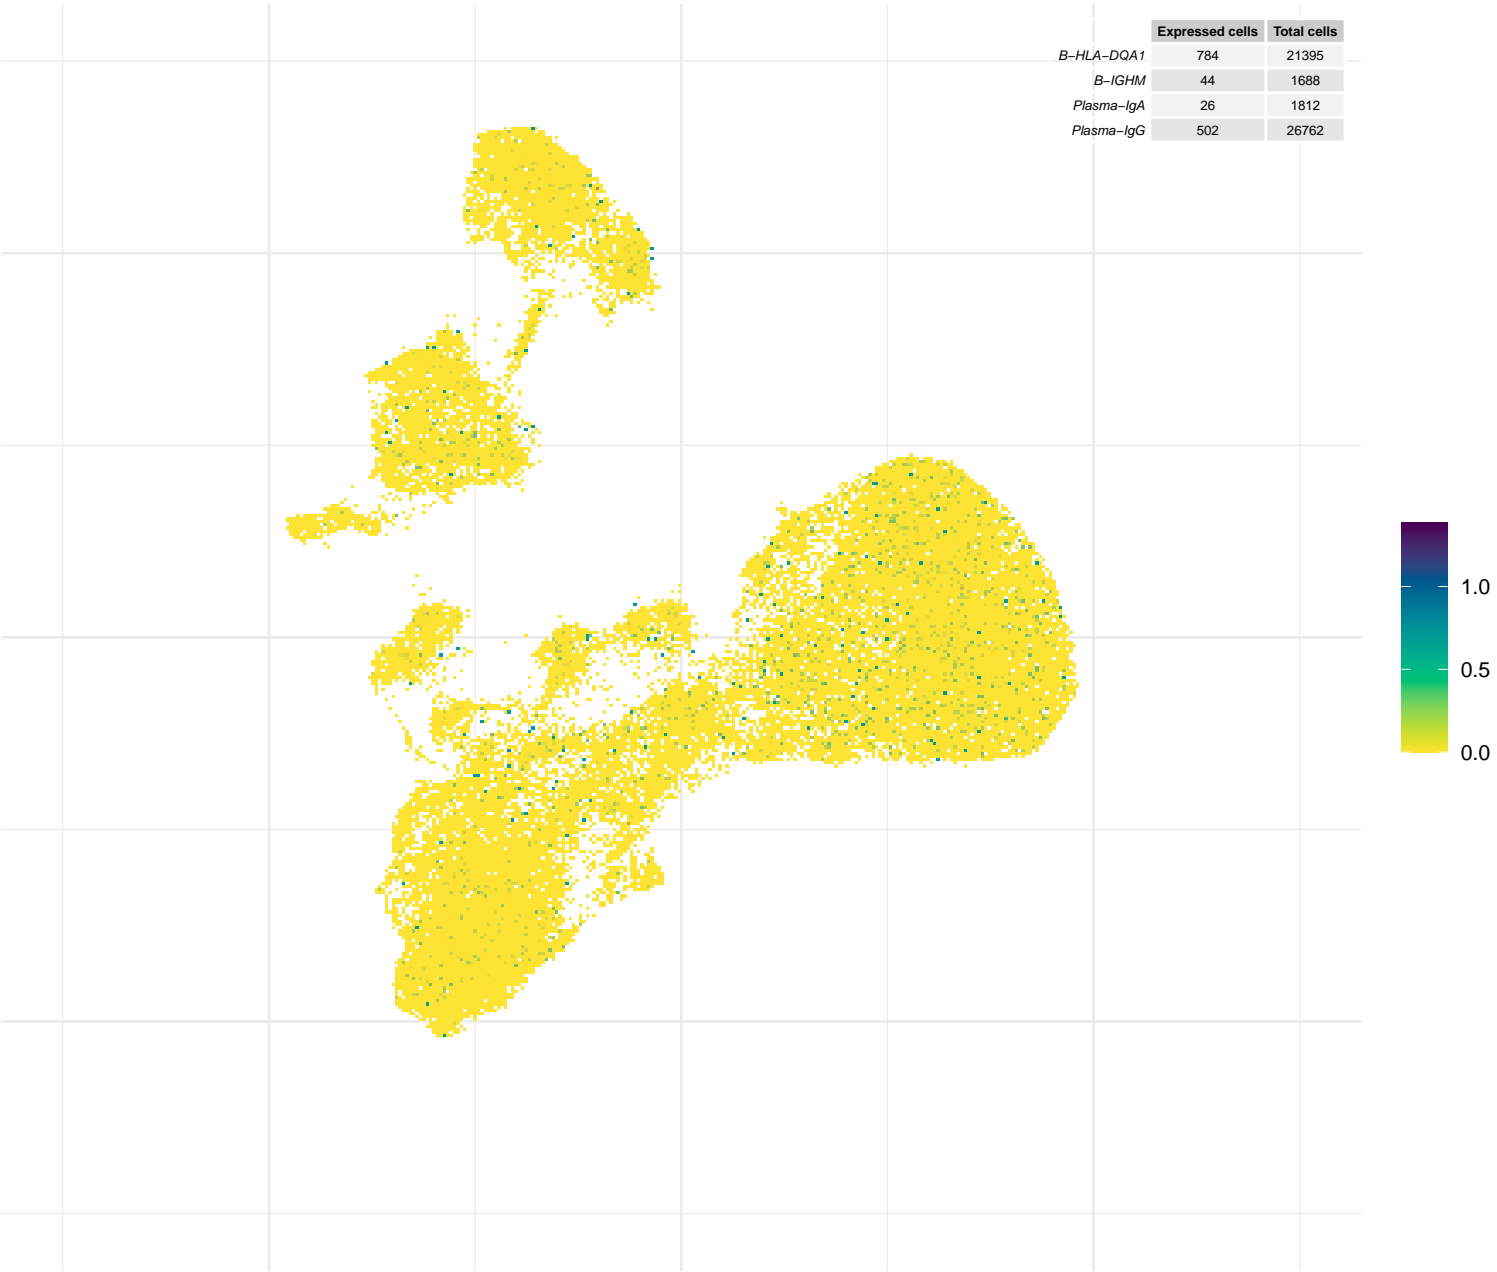 Expressed cells Total cells
B-HLA-DQA1 784 21395
B-IGHM 44 1688
Plasma-IgA 26 1812
Plasma-IgG 502 26762
1.0
0.5
0.0